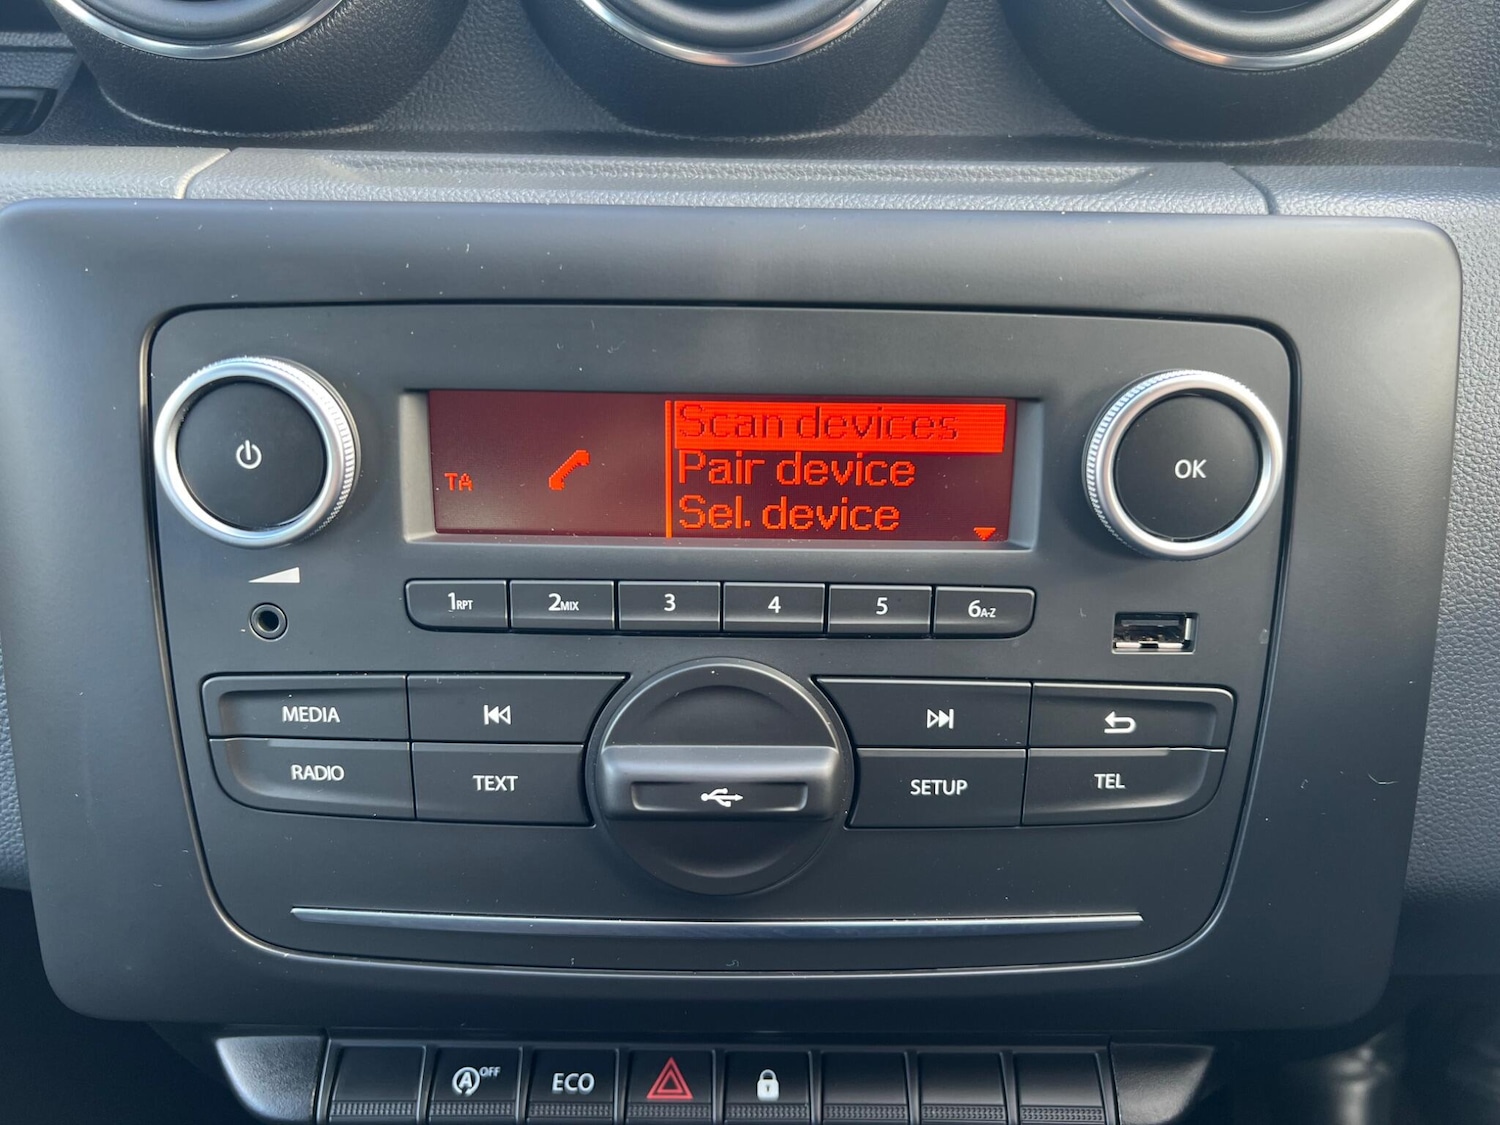 Scan devices
Pair device
TA
Sel. device
OK
1RPT 2MIX 3 4 5 6A-Z
MEDIA
RADIO TEXT SETUP TEL
A OFF ECO